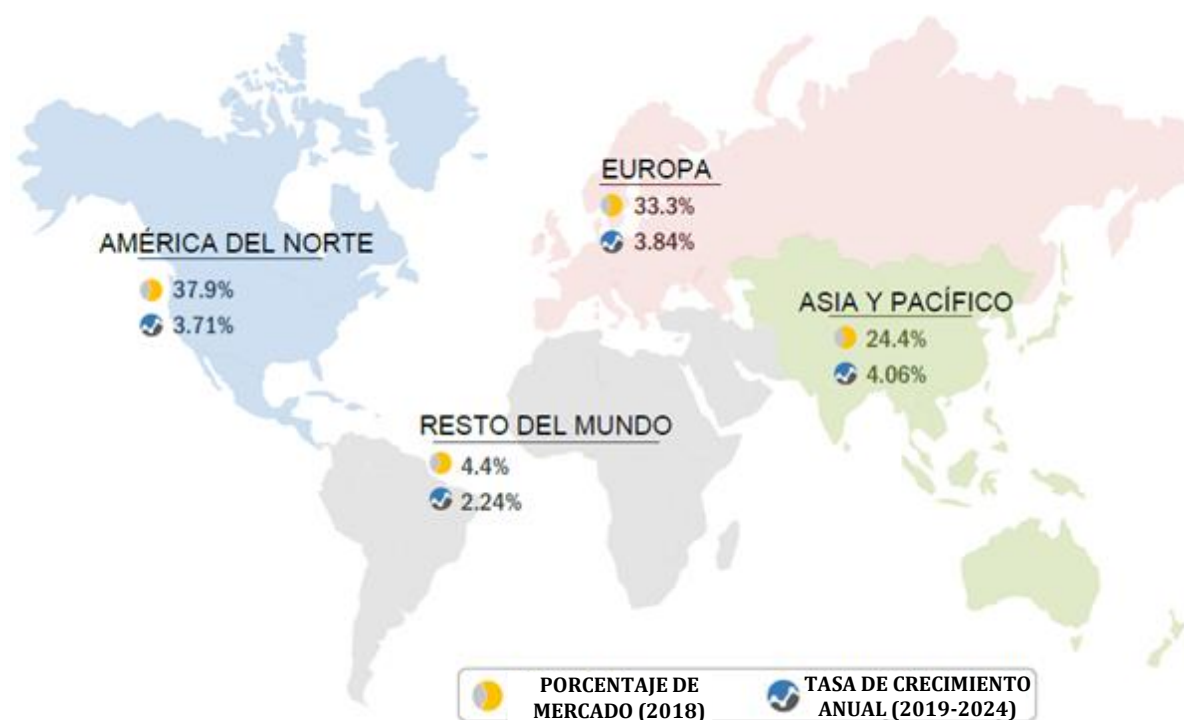 EUROPA
33.3%
3.84%
AMÉRICA DEL NORTE
37.9%
3.71%
ASIA Y PACÍFICO
24.4%
4.06%
RESTO DEL MUNDO
4.4%
2.24%
PORCENTAJE DE
MERCADO (2018)
TASA DE CRECIMIENTO
ANUAL (2019-2024)